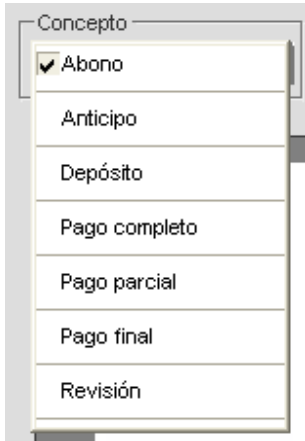 Concepto
Abono
Anticipo
Depósito
Pago completo
Pago parcial
Pago final
Revisión